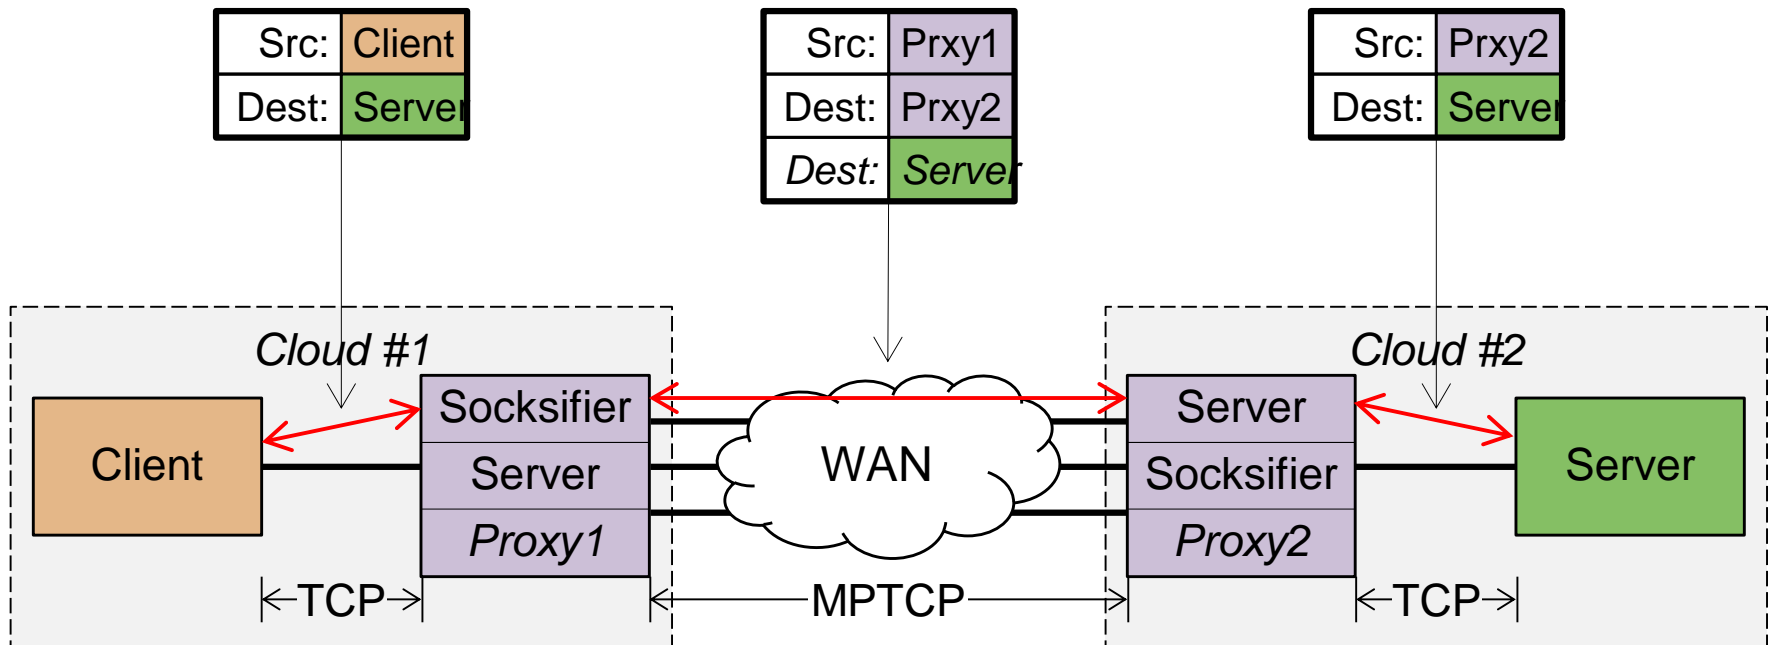 Src: Client
Dest: Server
Src: Prxy1
Dest: Prxy2
Dest: Server
Src: Prxy2
Dest: Server
Cloud #1
Cloud #2
Client
Socksifier
Server
Proxy1
WAN
Server
Socksifier
Proxy2
Server
TCP
MPTCP
TCP